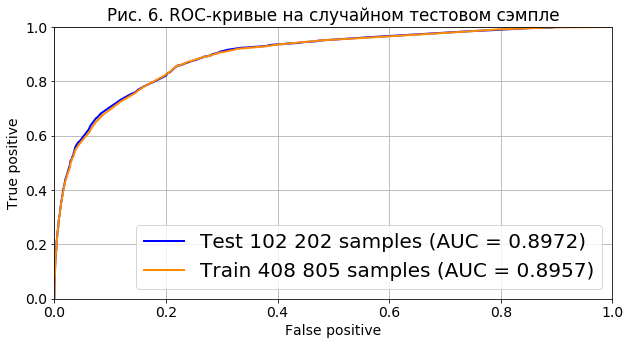 Рис. 6. ROC-кривые на случайном тестовом сэмпле
1.0
0.8
0.6
0.4
0.2
0.0
True positive
Test 102 202 samples (AUC = 0.8972)
Train 408 805 samples (AUC = 0.8957)
0.0 0.2 0.4 0.6 0.8 1.0
False positive